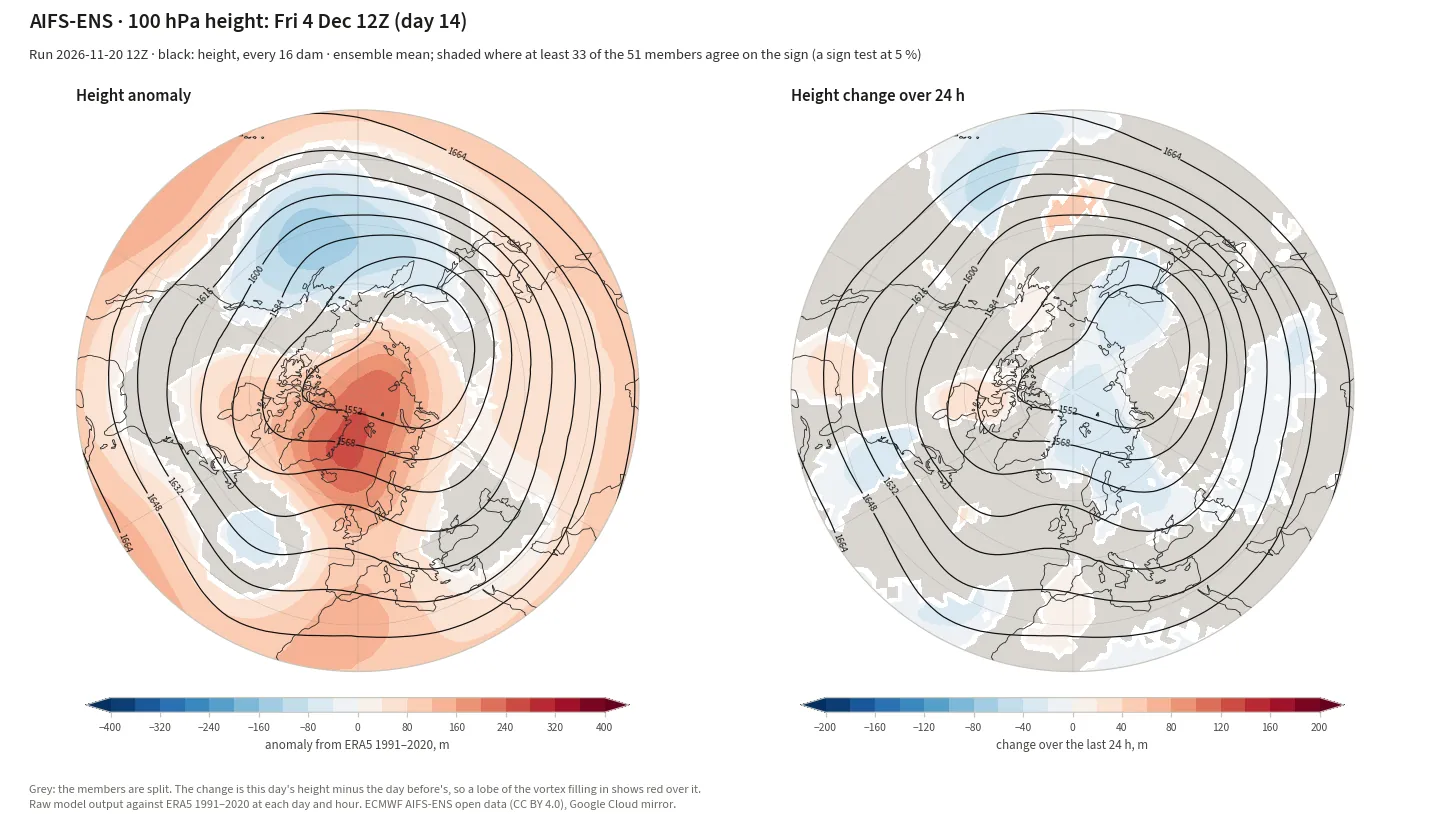 AIFS-ENS · 100 hPa height: Fri 4 Dec 12Z (day 14)
Run 2026-11-20 12Z · black: height, every 16 dam · ensemble mean; shaded where at least 33 of the 51 members agree on the sign (a sign test at 5 %)
Height anomaly
Height change over 24 h
1664
1600
1616
1584
1552
1568
1632
1648
1664
1664
1600
1616
1584
1552
1568
1632
1648
1664
−400 −320 −240 −160 −80 0 80 160 240 320 400
anomaly from ERA5 1991–2020, m
−200 −160 −120 −80 −40 0 40 80 120 160 200
change over the last 24 h, m
Grey: the members are split. The change is this day's height minus the day before's, so a lobe of the vortex filling in shows red over it.
Raw model output against ERA5 1991–2020 at each day and hour. ECMWF AIFS-ENS open data (CC BY 4.0), Google Cloud mirror.